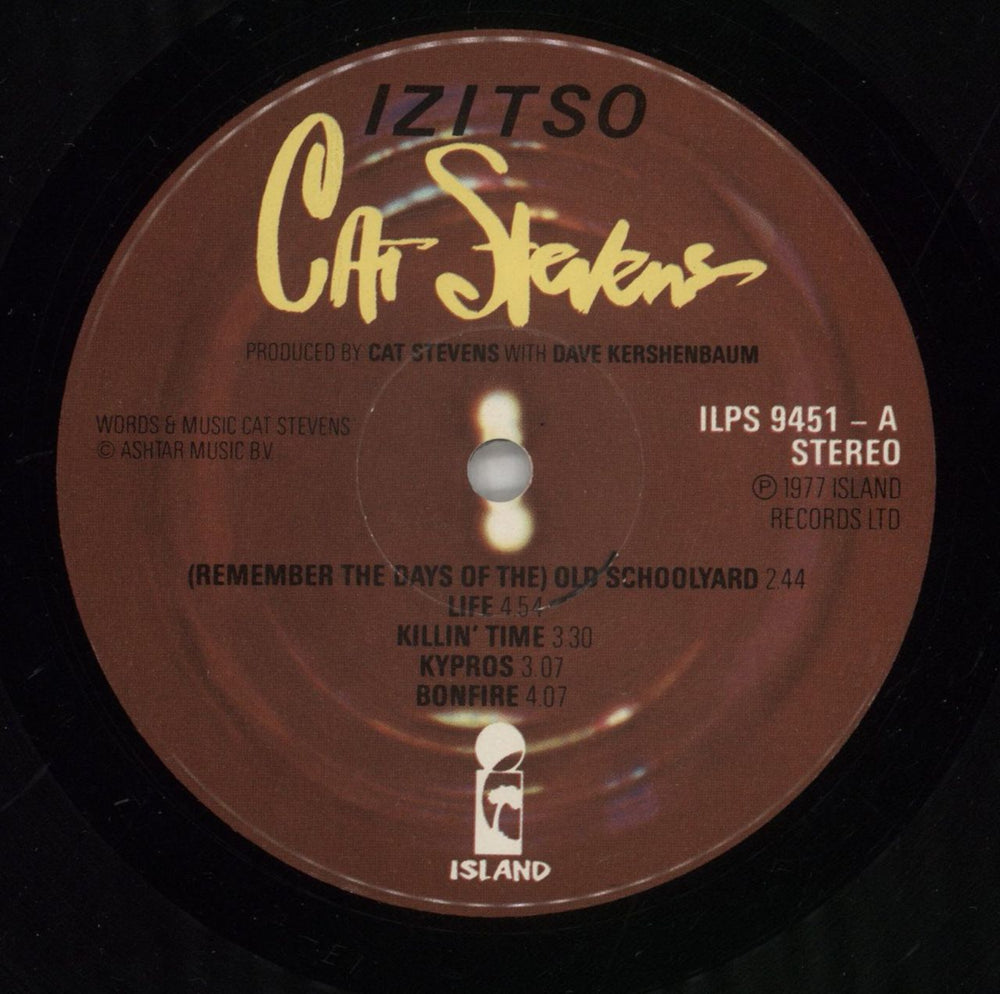 IZITSO
Cat Stevens
PRODUCED BY CAT STEVENS WITH DAVE KERSHENBAUM
WORDS & MUSIC CAT STEVENS
© ASHTAR MUSIC B.V.
ILPS 9451 – A
STEREO
Ⓟ 1977 ISLAND
RECORDS LTD
(REMEMBER THE DAYS OF THE) OLD SCHOOLYARD 2.44
LIFE 4.54
KILLIN' TIME 3.30
KYPROS 3.07
BONFIRE 4.07
ISLAND